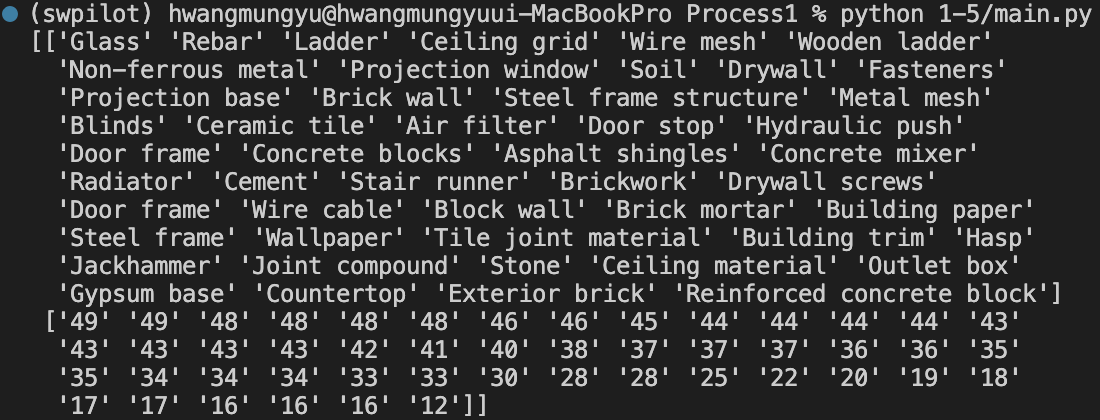 (swpilot) hwangmungyu@hwangmungyuui-MacBookPro Process1 % python 1-5/main.py
[['Glass' 'Rebar' 'Ladder' 'Ceiling grid' 'Wire mesh' 'Wooden ladder'
'Non-ferrous metal' 'Projection window' 'Soil' 'Drywall' 'Fasteners'
'Projection base' 'Brick wall' 'Steel frame structure' 'Metal mesh'
'Blinds' 'Ceramic tile' 'Air filter' 'Door stop' 'Hydraulic push'
'Door frame' 'Concrete blocks' 'Asphalt shingles' 'Concrete mixer'
'Radiator' 'Cement' 'Stair runner' 'Brickwork' 'Drywall screws'
'Door frame' 'Wire cable' 'Block wall' 'Brick mortar' 'Building paper'
'Steel frame' 'Wallpaper' 'Tile joint material' 'Building trim' 'Hasp'
'Jackhammer' 'Joint compound' 'Stone' 'Ceiling material' 'Outlet box'
'Gypsum base' 'Countertop' 'Exterior brick' 'Reinforced concrete block']
['49' '49' '48' '48' '48' '48' '46' '46' '45' '44' '44' '44' '44' '43'
'43' '43' '43' '43' '42' '41' '40' '38' '37' '37' '37' '36' '36' '35'
'35' '34' '34' '34' '33' '33' '30' '28' '28' '25' '22' '20' '19' '18'
'17' '17' '16' '16' '16' '12']]